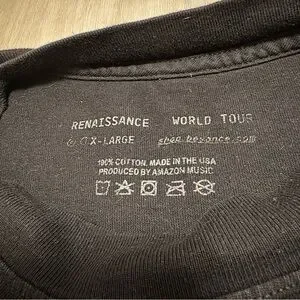 RENAISSANCE WORLD TOUR
X-LARGE shop.beyonce.com
100% COTTON. MADE IN THE USA
PRODUCED BY AMAZON MUSIC